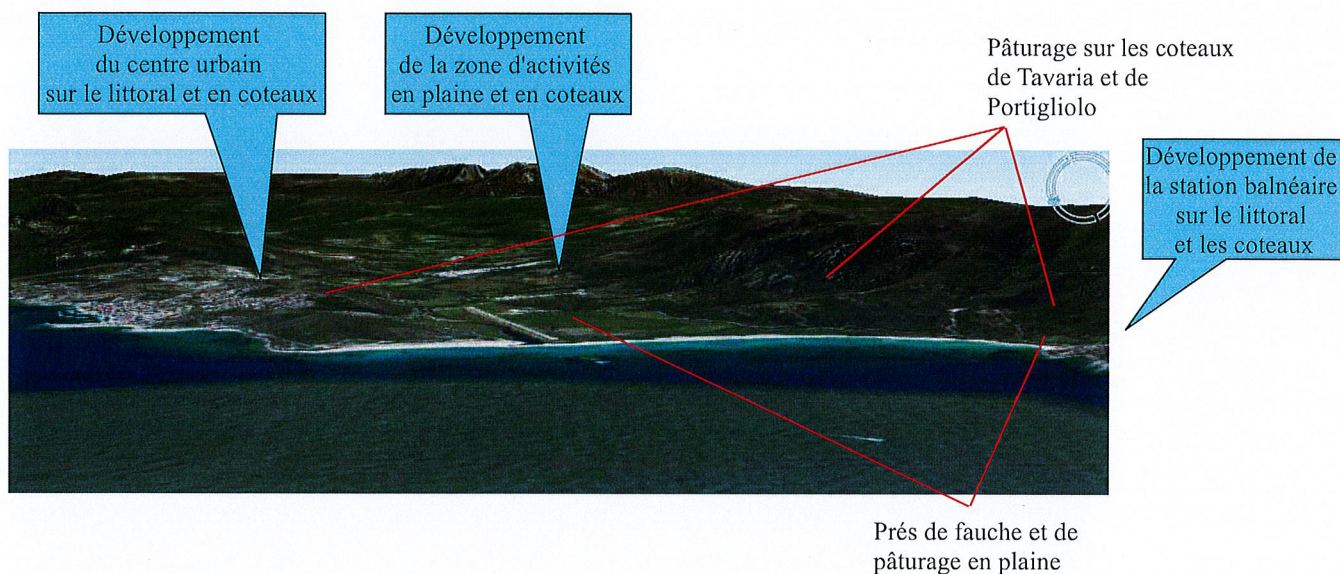 Développement
du centre urbain
sur le littoral et en coteaux
Développement
de la zone d'activités
en plaine et en coteaux
Pâturage sur les coteaux
de Tavaria et de
Portigliolo
Développement de
la station balnéaire
sur le littoral
et les coteaux
Prés de fauche et de
pâturage en plaine